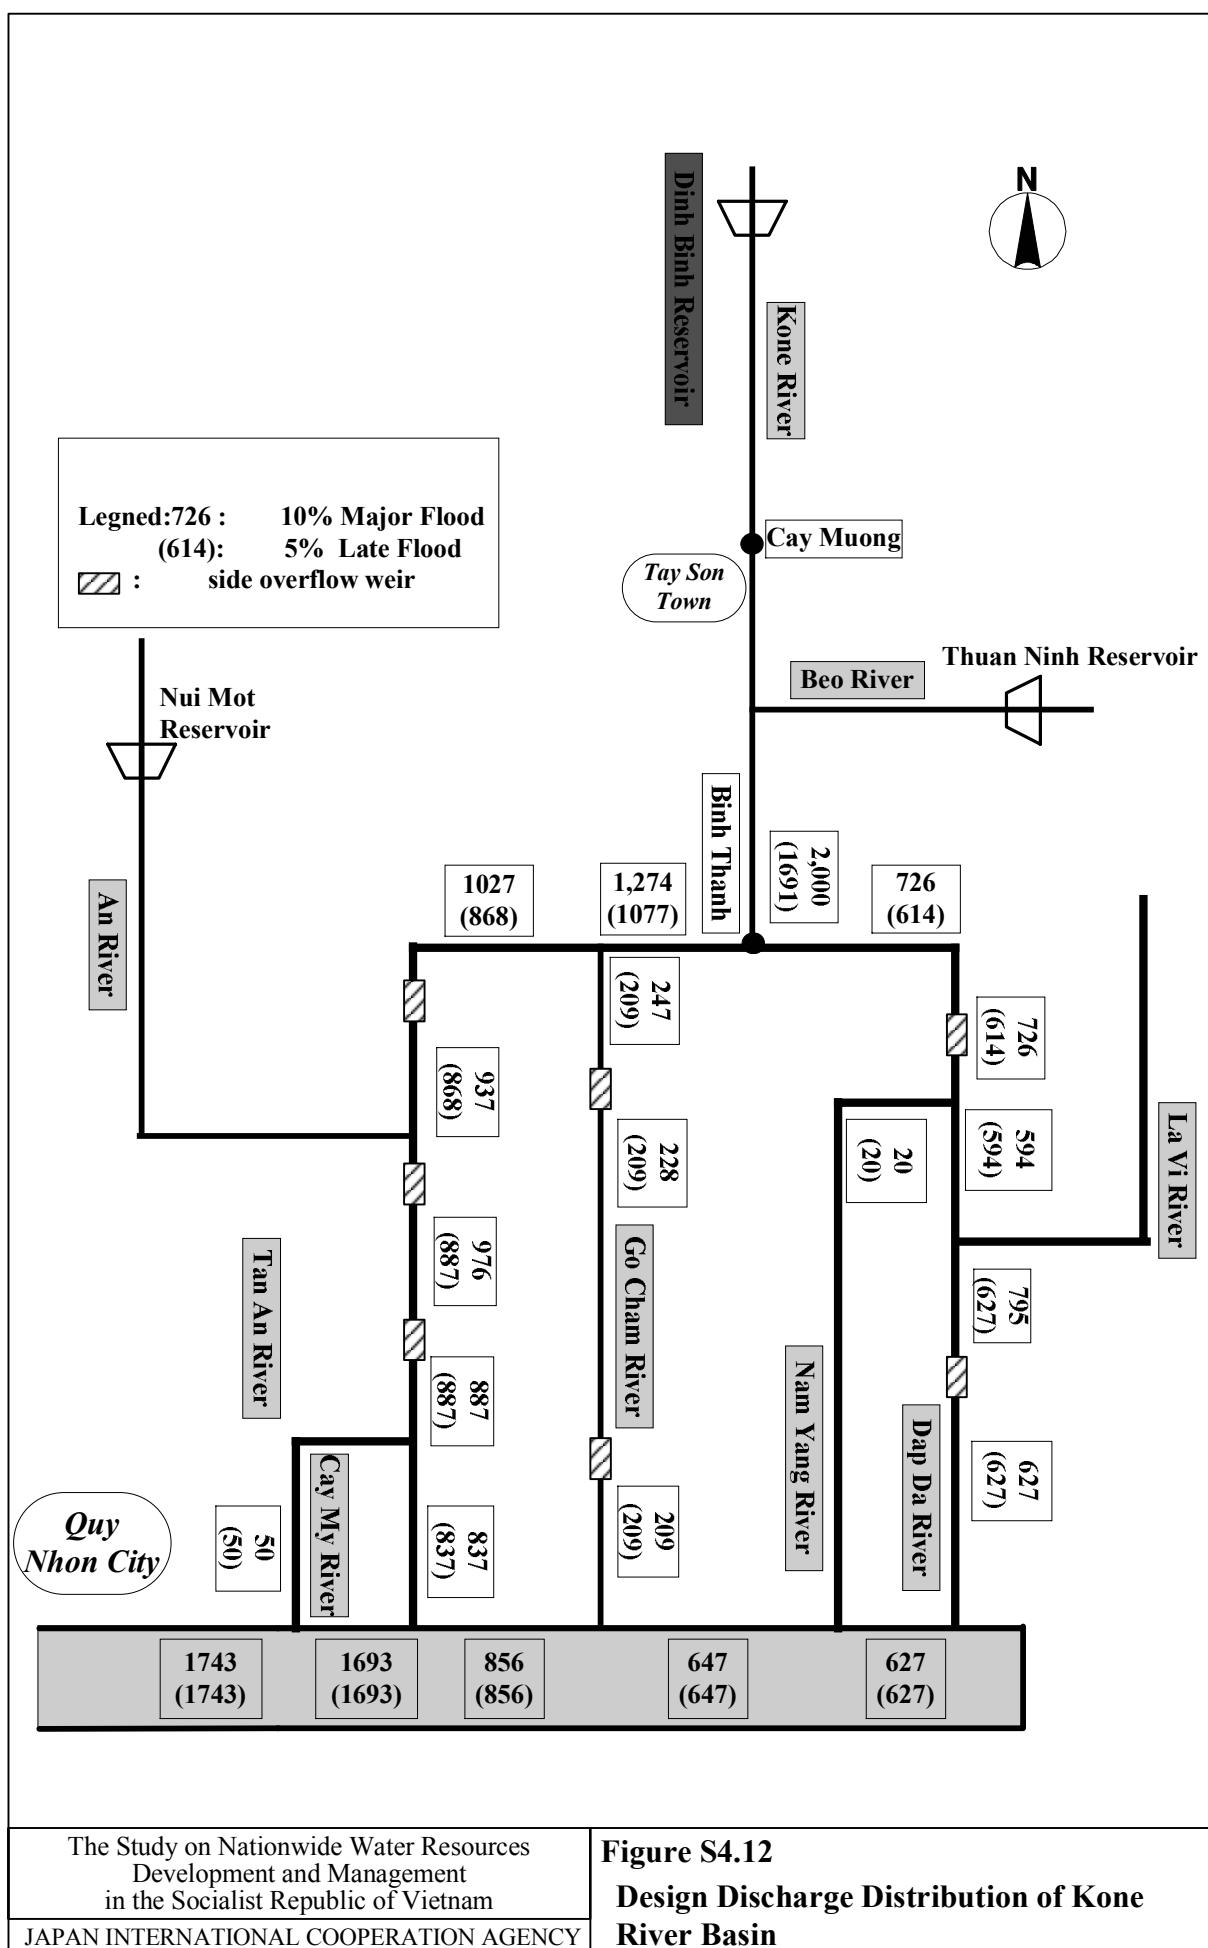 N
Dinh Binh Reservoir
Kone River
Legned:726 : 10% Major Flood
(614): 5% Late Flood
: side overflow weir
Cay Muong
Tay Son
Town
Thuan Ninh Reservoir
Beo River
Nui Mot
Reservoir
Binh Thanh
2,000
(1691)
1027
(868)
1,274
(1077)
726
(614)
An River
247
(209)
726
(614)
937
(868)
228
(209)
20
(20)
594
(594)
La Vi River
Tan An River
976
(887)
Go Cham River
795
(627)
887
(887)
Nam Yang River
Dap Da River
627
(627)
Cay My River
Quy
Nhon City
50
(50)
837
(837)
209
(209)
1743
(1743)
1693
(1693)
856
(856)
647
(647)
627
(627)
The Study on Nationwide Water Resources
Development and Management
in the Socialist Republic of Vietnam
JAPAN INTERNATIONAL COOPERATION AGENCY
Figure S4.12
Design Discharge Distribution of Kone
River Basin